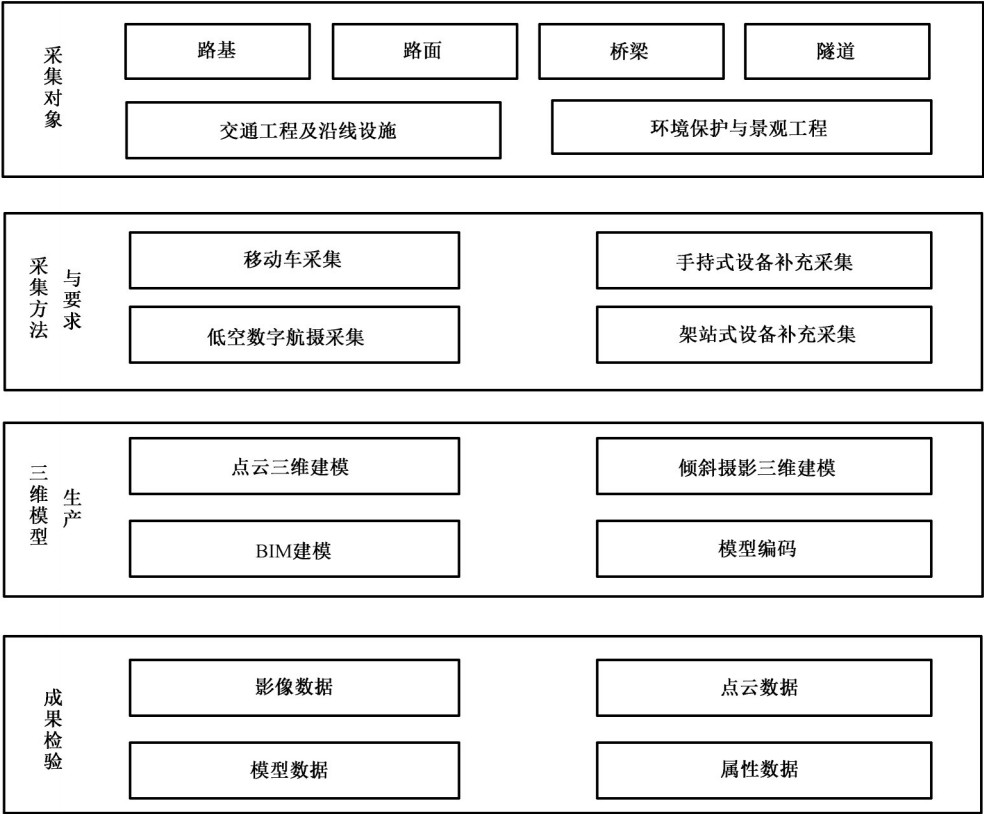 采集对象
路基
路面
桥梁
隧道
交通工程及沿线设施
环境保护与景观工程
采集方法
与要求
移动车采集
手持式设备补充采集
低空数字航摄采集
架站式设备补充采集
三维模型
生产
点云三维建模
倾斜摄影三维建模
BIM建模
模型编码
成果检验
影像数据
点云数据
模型数据
属性数据